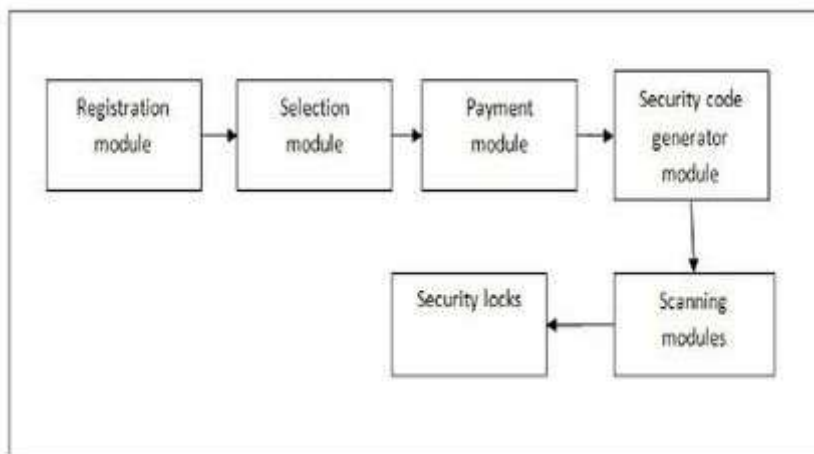 Registration
module
Selection
module
Payment
module
Security code
generator
module
Security locks
Scanning
modules